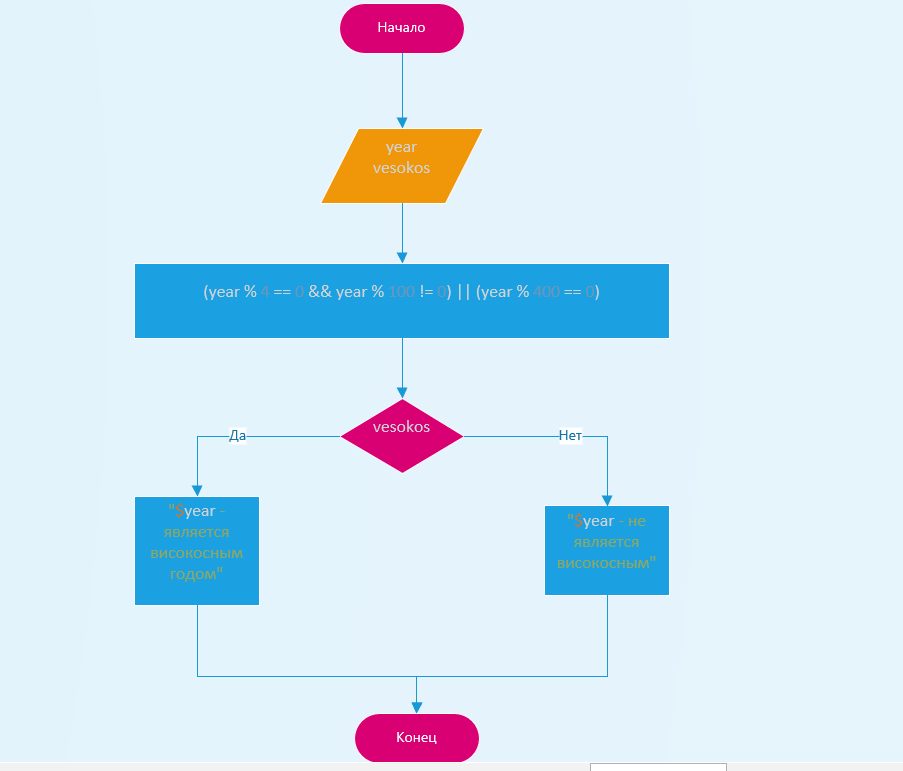 Начало
year
vesokos
(year % 4 == 0 && year % 100 != 0) || (year % 400 == 0)
vesokos
Да
Нет
"$year -
является
високосным
годом"
"$year - не
является
високосным"
Конец